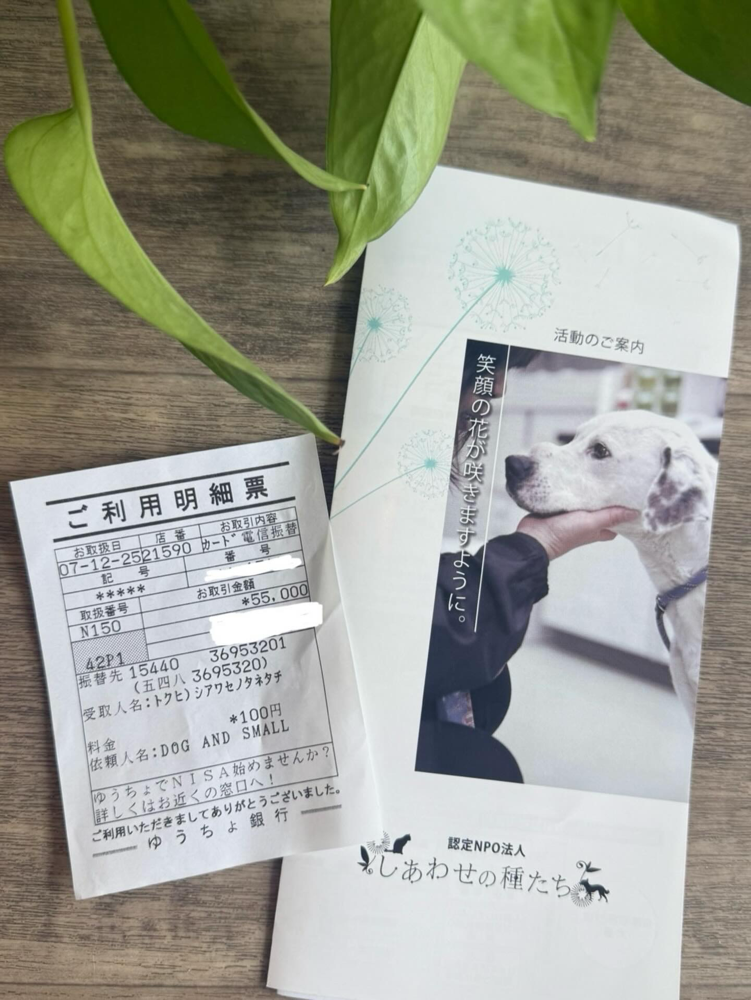 ご利用明細票
お取扱日 店番 お取引内容
07-12-25 21590 カード電信振替
記号 番号
*****
取扱番号 お取引金額
N150 *55,000
42P1
振替先 15440 36953201
(五四八 3695320)
受取人名:トクヒ)シアワセノタネタチ
料金 *100円
依頼人名:DOG AND SMALL
ゆうちょでNISA始めませんか?
詳しくはお近くの窓口へ!
ご利用いただきましてありがとうございました。
ゆうちょ銀行
活動のご案内
笑顔の花が咲きますように。
認定NPO法人
しあわせの種たち